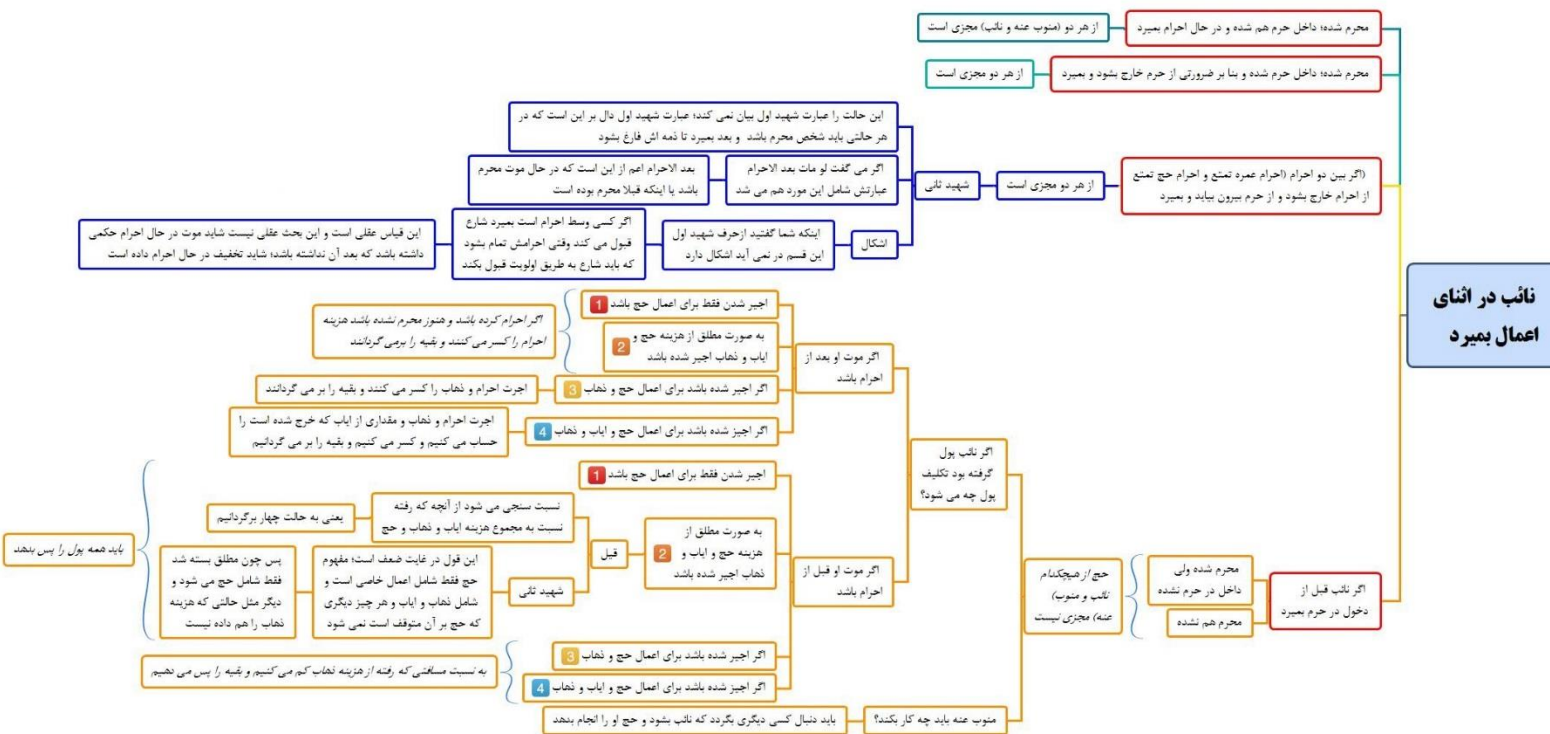 نائب در اثنای
اعمال بمیرد
محرم شده؛ داخل حرم هم شده و در حال احرام بمیرد
از هر دو (منوب عنه و نائب) مجزی است
محرم شده؛ داخل حرم شده و بنا بر ضرورتی از حرم خارج بشود و بمیرد
از هر دو مجزی است
(اگر بین دو احرام (احرام عمره تمتع و احرام حج تمتع
از احرام خارج بشود و از حرم بیرون بیاید و بمیرد
از هر دو مجزی است
شهید ثانی
این حالت را عبارت شهید اول بیان نمی کند؛ عبارت شهید اول دال بر این است که در
هر حالتی باید شخص محرم باشد و بعد بمیرد تا ذمه اش فارغ بشود
اگر می گفت لو مات بعد الاحرام
عبارتش شامل این مورد هم می شد
بعد الاحرام اعم از این است که در حال موت محرم
باشد یا اینکه قبلا محرم بوده است
اشکال
اینکه شما گفتید ازحرف شهید اول
این قسم در نمی آید اشکال دارد
اگر کسی وسط احرام است بمیرد شارع
قبول می کند وقتی احرامش تمام بشود
که باید شارع به طریق اولویت قبول بکند
این قیاس عقلی است و این بحث عقلی نیست شاید موت در حال احرام حکمی
داشته باشد که بعد آن نداشته باشد؛ شاید تخفیف در حال احرام داده است
اگر نائب قبل از
دخول در حرم بمیرد
محرم شده ولی
داخل در حرم نشده
محرم هم نشده
حج از هیچکدام
نائب و منوب)
عنه) مجزی نیست
اگر نائب پول
گرفته بود تکلیف
پول چه می شود؟
اگر موت او بعد از
احرام باشد
اجیر شدن فقط برای اعمال حج باشد 1
به صورت مطلق از هزینه حج و
ایاب و ذهاب اجیر شده باشد 2
اگر احرام کرده باشد و هنوز محرم نشده باشد هزینه
احرام را کسر می کنند و بقیه را برمی گردانند
اگر اجیر شده باشد برای اعمال حج و ذهاب 3
اجرت احرام و ذهاب را کسر می کنند و بقیه را بر می گردانند
اگر اجیز شده باشد برای اعمال حج و ایاب و ذهاب 4
اجرت احرام و ذهاب و مقداری از ایاب که خرج شده است را
حساب می کنیم و کسر می کنیم و بقیه را بر می گردانیم
اگر موت او قبل از
احرام باشد
اجیر شدن فقط برای اعمال حج باشد 1
به صورت مطلق از
هزینه حج و ایاب و
ذهاب اجیر شده باشد 2
قیل
نسبت سنجی می شود از آنچه که رفته
نسبت به مجموع هزینه ایاب و ذهاب و حج
یعنی به حالت چهار برگردانیم
شهید ثانی
این قول در غایت ضعف است؛ مفهوم
حج فقط شامل اعمال خاصی است و
شامل ذهاب و ایاب و هر چیز دیگری
که حج بر آن متوقف است نمی شود
پس چون مطلق بسته شد
فقط شامل حج می شود و
دیگر مثل حالتی که هزینه
ذهاب را هم داده نیست
باید همه پول را پس بدهد
اگر اجیر شده باشد برای اعمال حج و ذهاب 3
اگر اجیز شده باشد برای اعمال حج و ایاب و ذهاب 4
به نسبت مسافتی که رفته از هزینه ذهاب کم می کنیم و بقیه را پس می دهیم
منوب عنه باید چه کار بکند؟
باید دنبال کسی دیگری بگردد که نائب بشود و حج او را انجام بدهد